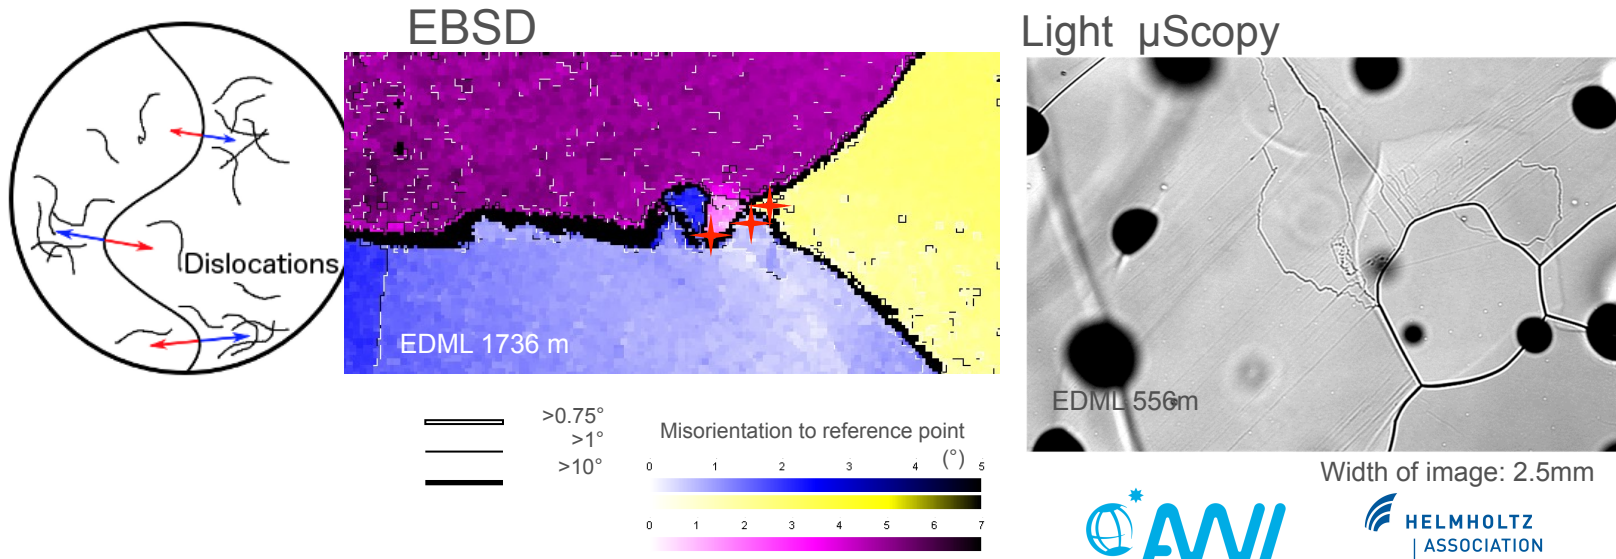 EBSD
Light µScopy
Dislocations
EDML 1736 m
EDML 556m
>0.75°
>1°
>10°
Misorientation to reference point
(°)
0 1 2 3 4 5
0 1 2 3 4 5 6 7
Width of image: 2.5mm
AWI
HELMHOLTZ
| ASSOCIATION